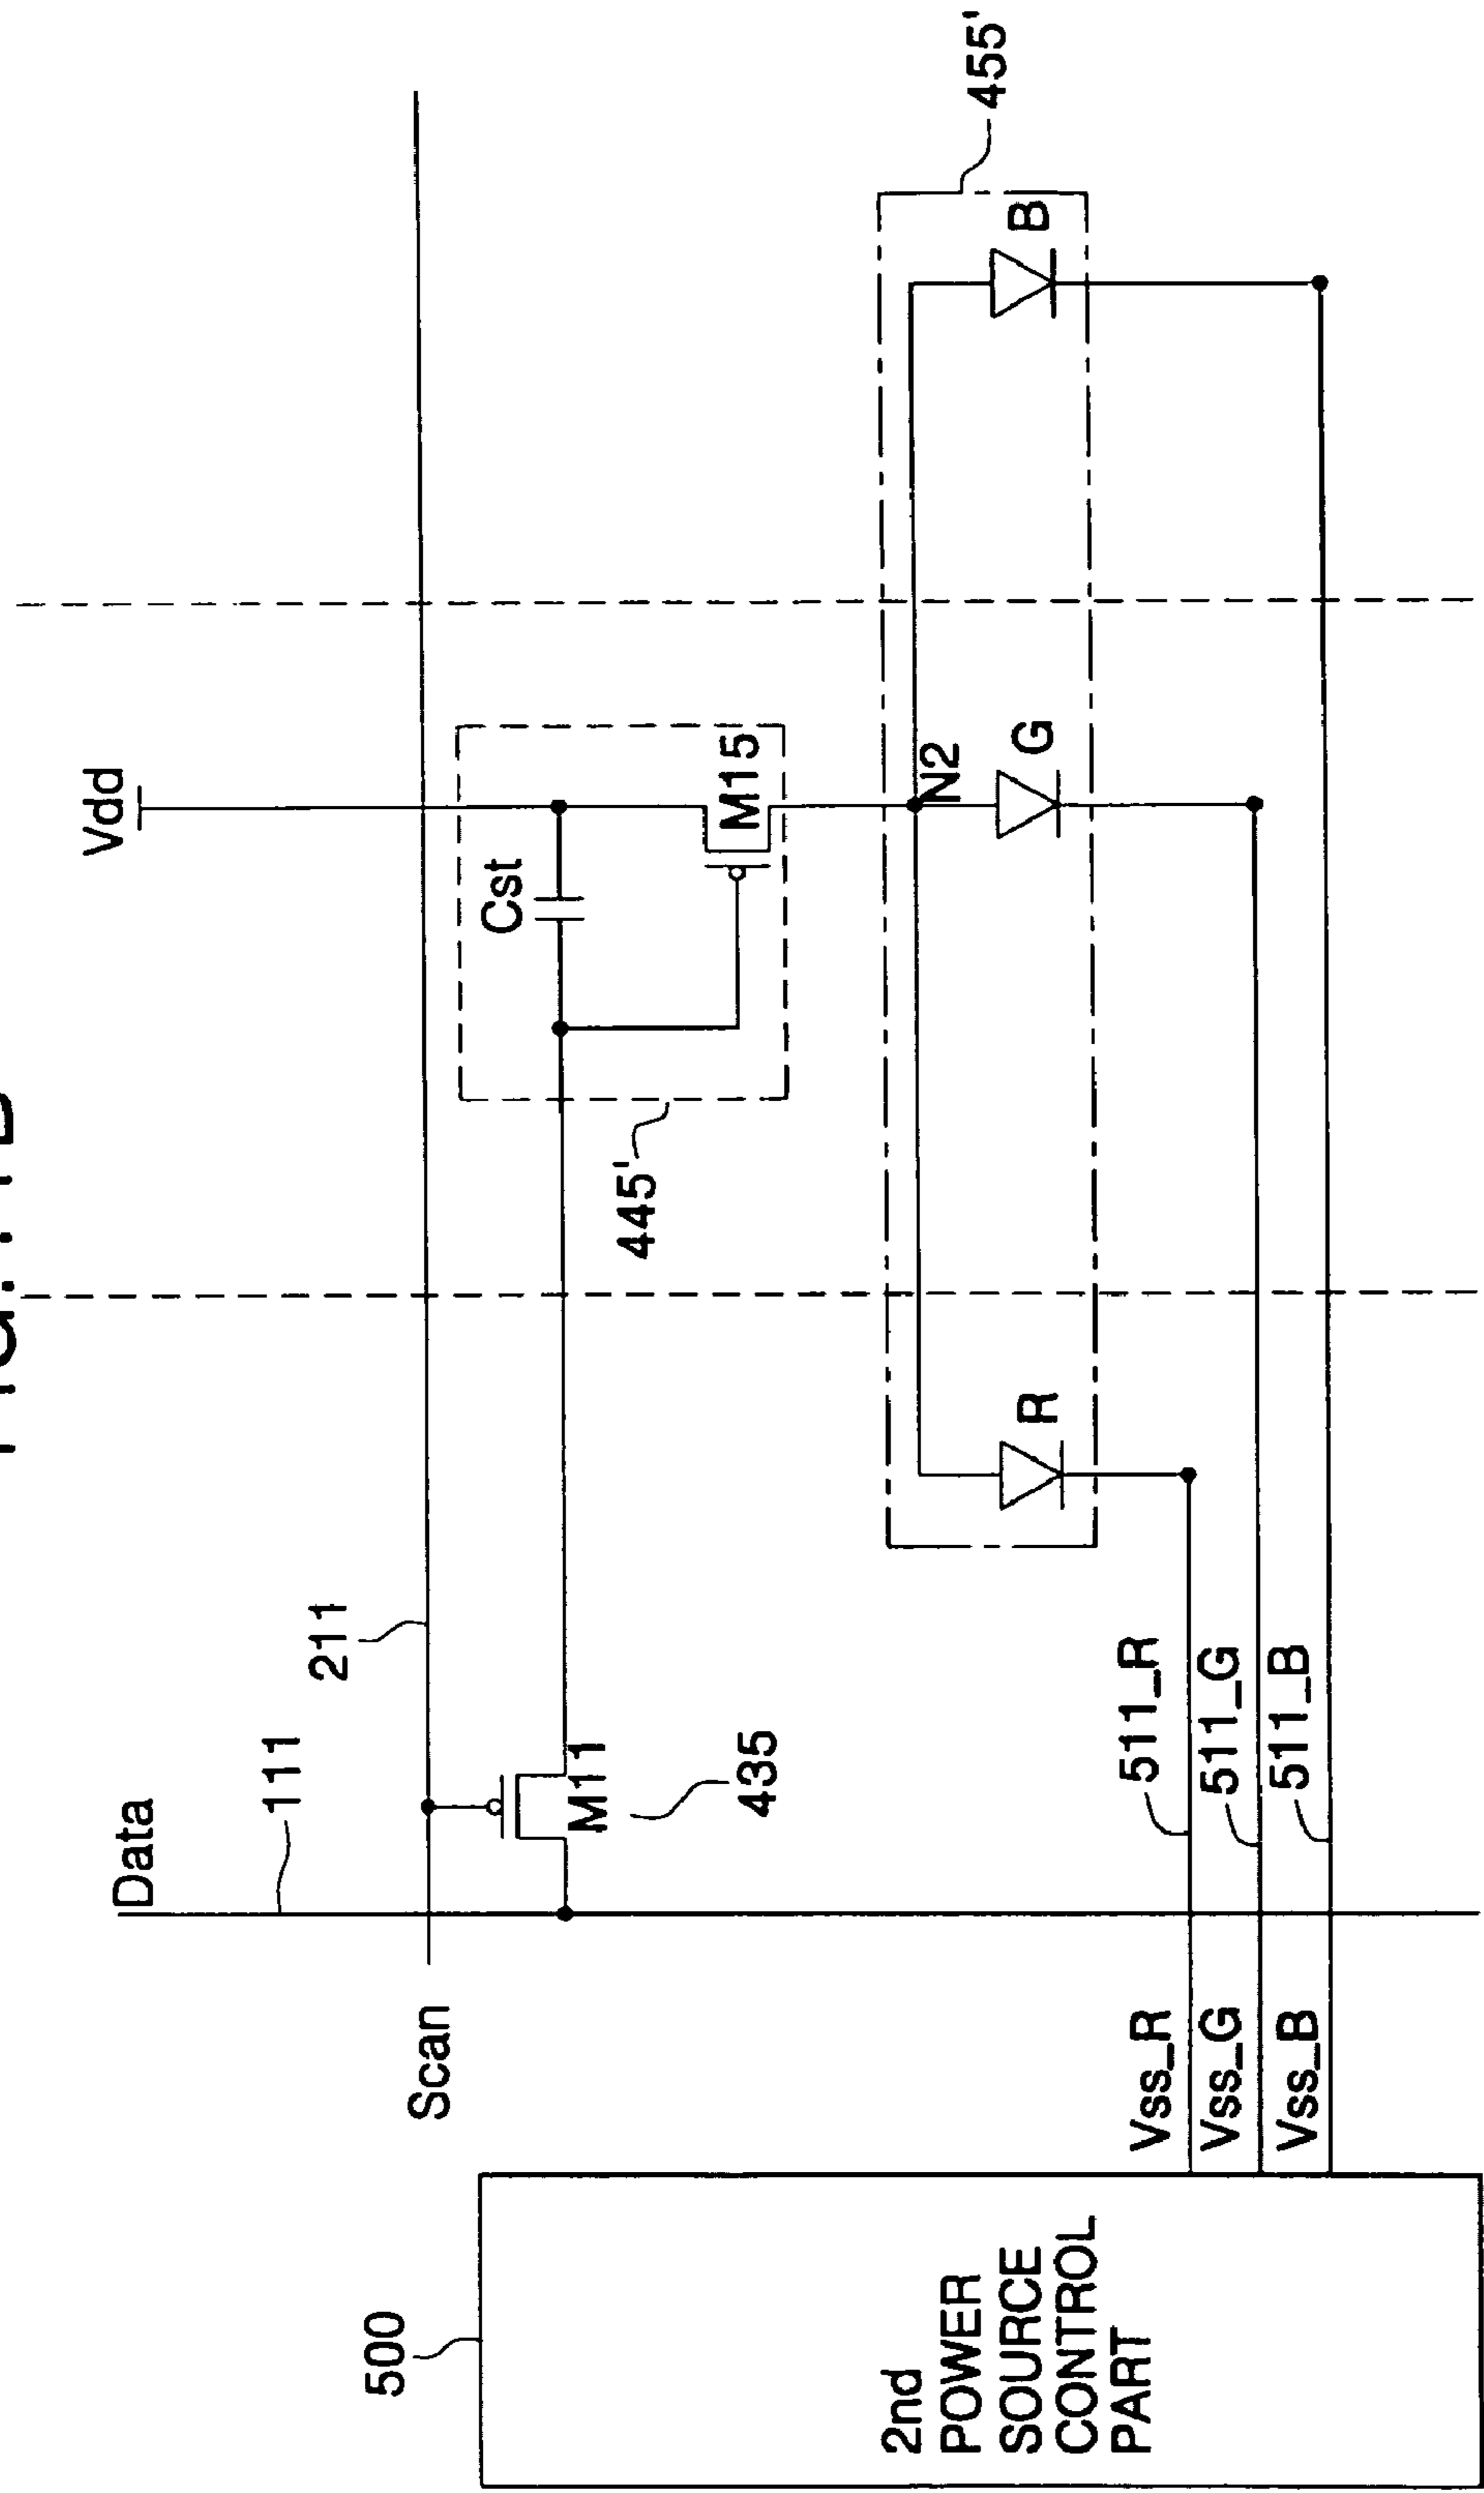 Vdd
Data
111
211
Scan
Cst
M15
445'
M11
435
N2
R
G
B
455'
511_R
511_G
511_B
Vss_R
Vss_G
Vss_B
500
2nd
POWER
SOURCE
CONTROL
PART